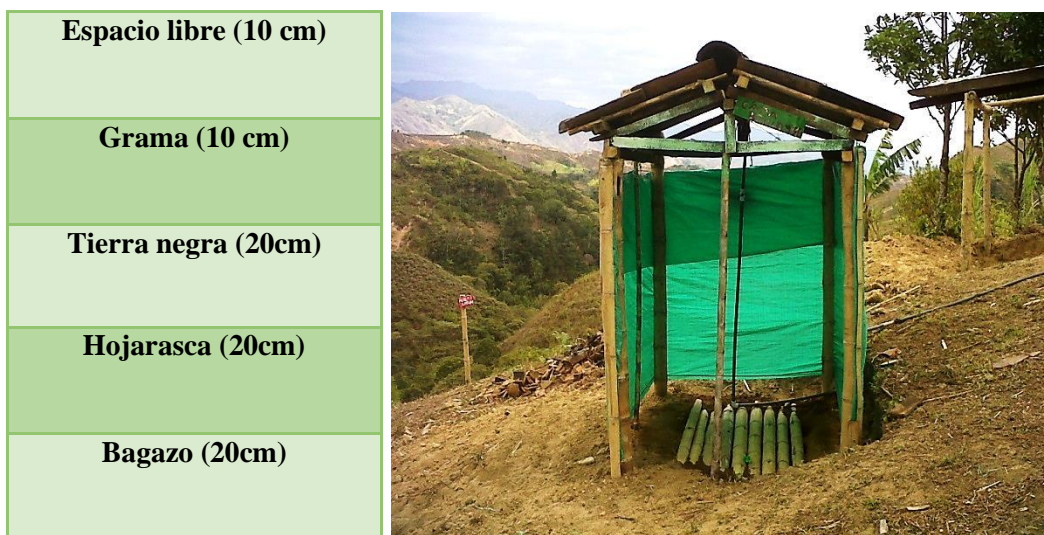 Espacio libre (10 cm)
Grama (10 cm)
Tierra negra (20cm)
Hojarasca (20cm)
Bagazo (20cm)